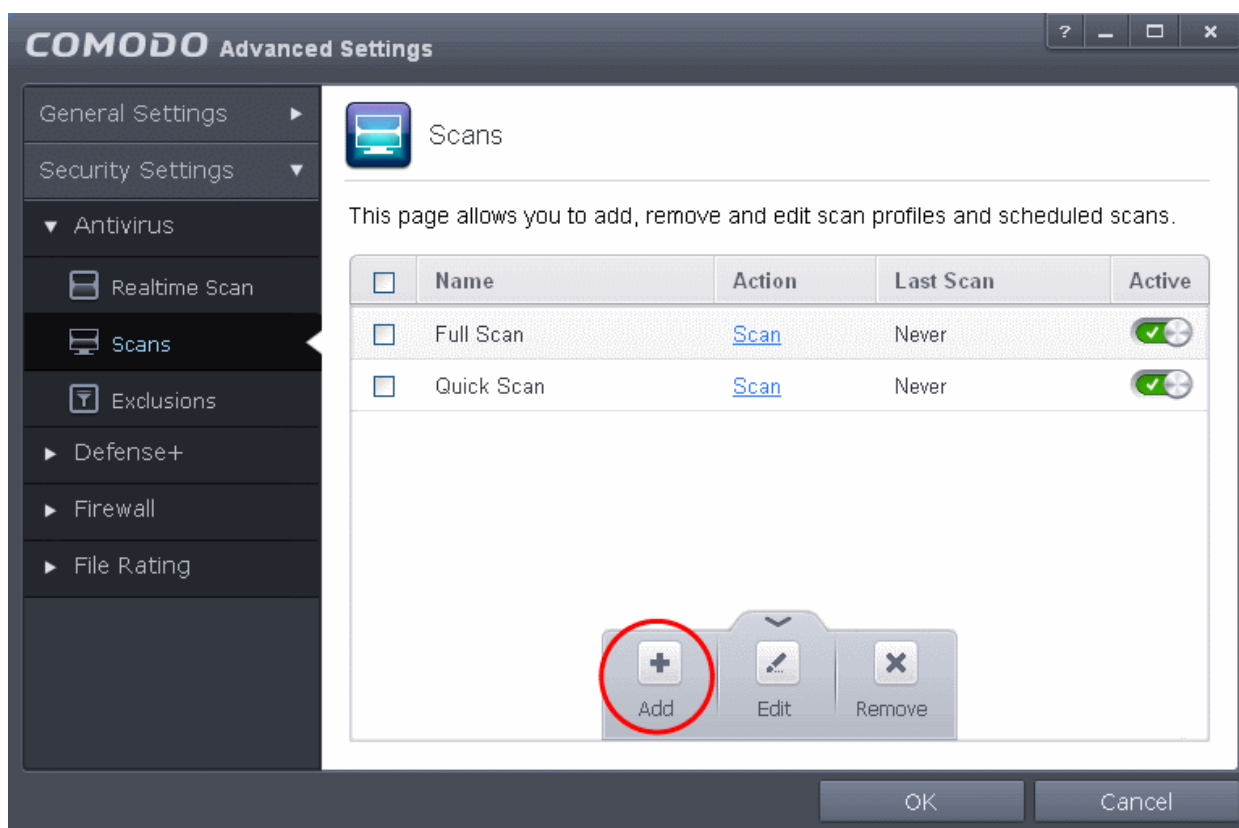 COMODO Advanced Settings
?
General Settings
Security Settings
Antivirus
Realtime Scan
Scans
Exclusions
Defense+
Firewall
File Rating
Scans
This page allows you to add, remove and edit scan profiles and scheduled scans.
Name Action Last Scan Active
Full Scan Scan Never
Quick Scan Scan Never
Add Edit Remove
OK Cancel